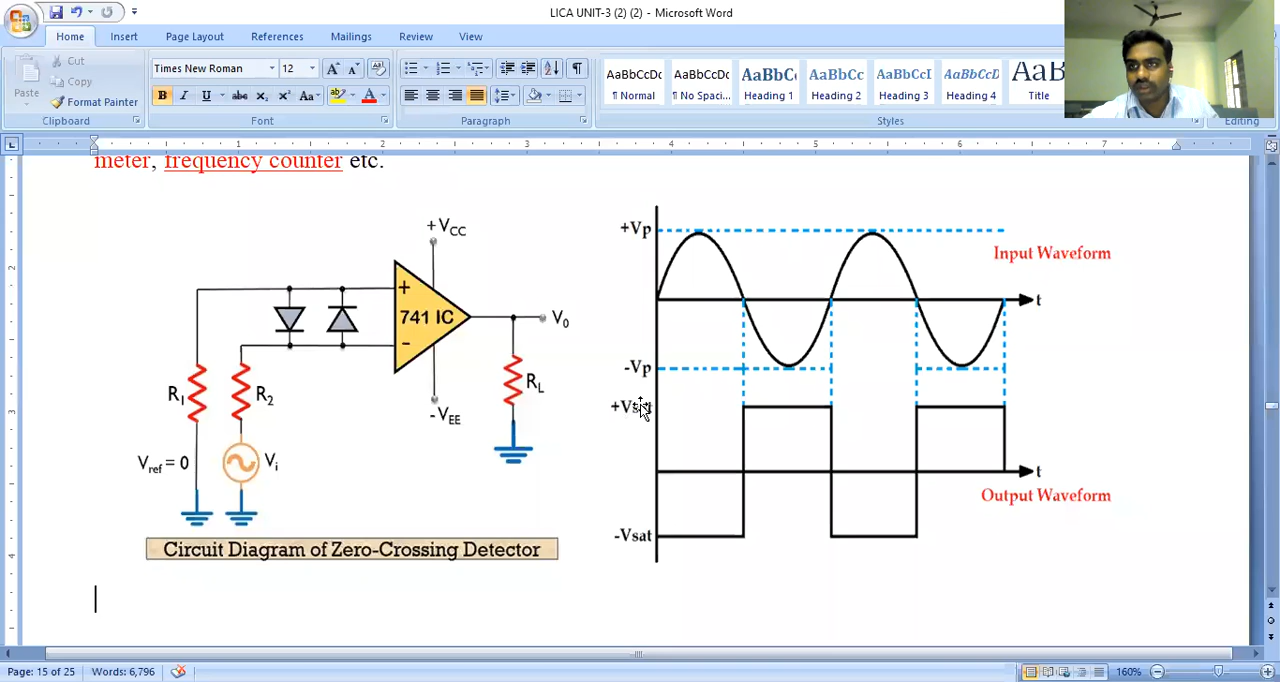 LICA UNIT-3 (2) (2) - Microsoft Word
Home Insert Page Layout References Mailings Review View
Paste
Cut
Copy
Format Painter
Clipboard
Times New Roman 12
Font
Paragraph
AaBbCcDc AaBbCcDc AaBbC AaBbCc AaBbCcI AaBbCcD AaB
¶ Normal ¶ No Spaci... Heading 1 Heading 2 Heading 3 Heading 4 Title
Styles
Editing
meter, frequency counter etc.
+VCC
+
741 IC
-
V0
R1
R2
RL
-VEE
Vref = 0
Vi
Circuit Diagram of Zero-Crossing Detector
+Vp
Input Waveform
t
-Vp
+Vsat
t
Output Waveform
-Vsat
Page: 15 of 25 Words: 6,796 160%